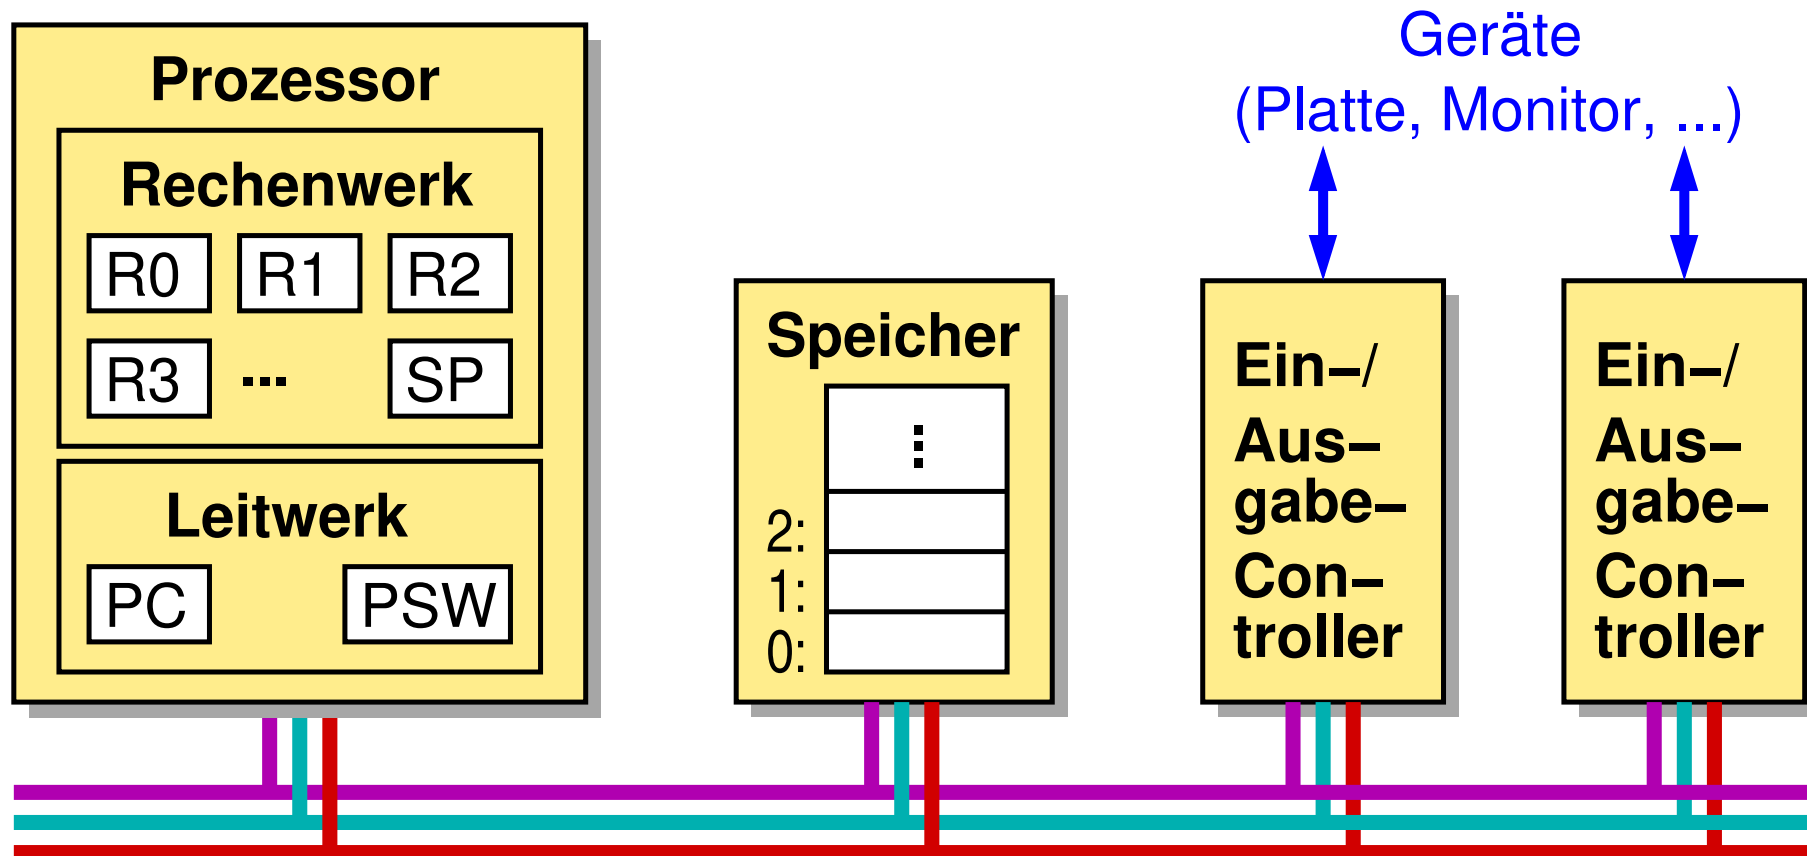 Prozessor
Rechenwerk
R0 R1 R2
R3 ... SP
Leitwerk
PC PSW
Speicher
⋮
2:
1:
0:
Geräte
(Platte, Monitor, ...)
Ein–/
Aus–
gabe–
Con–
troller
Ein–/
Aus–
gabe–
Con–
troller